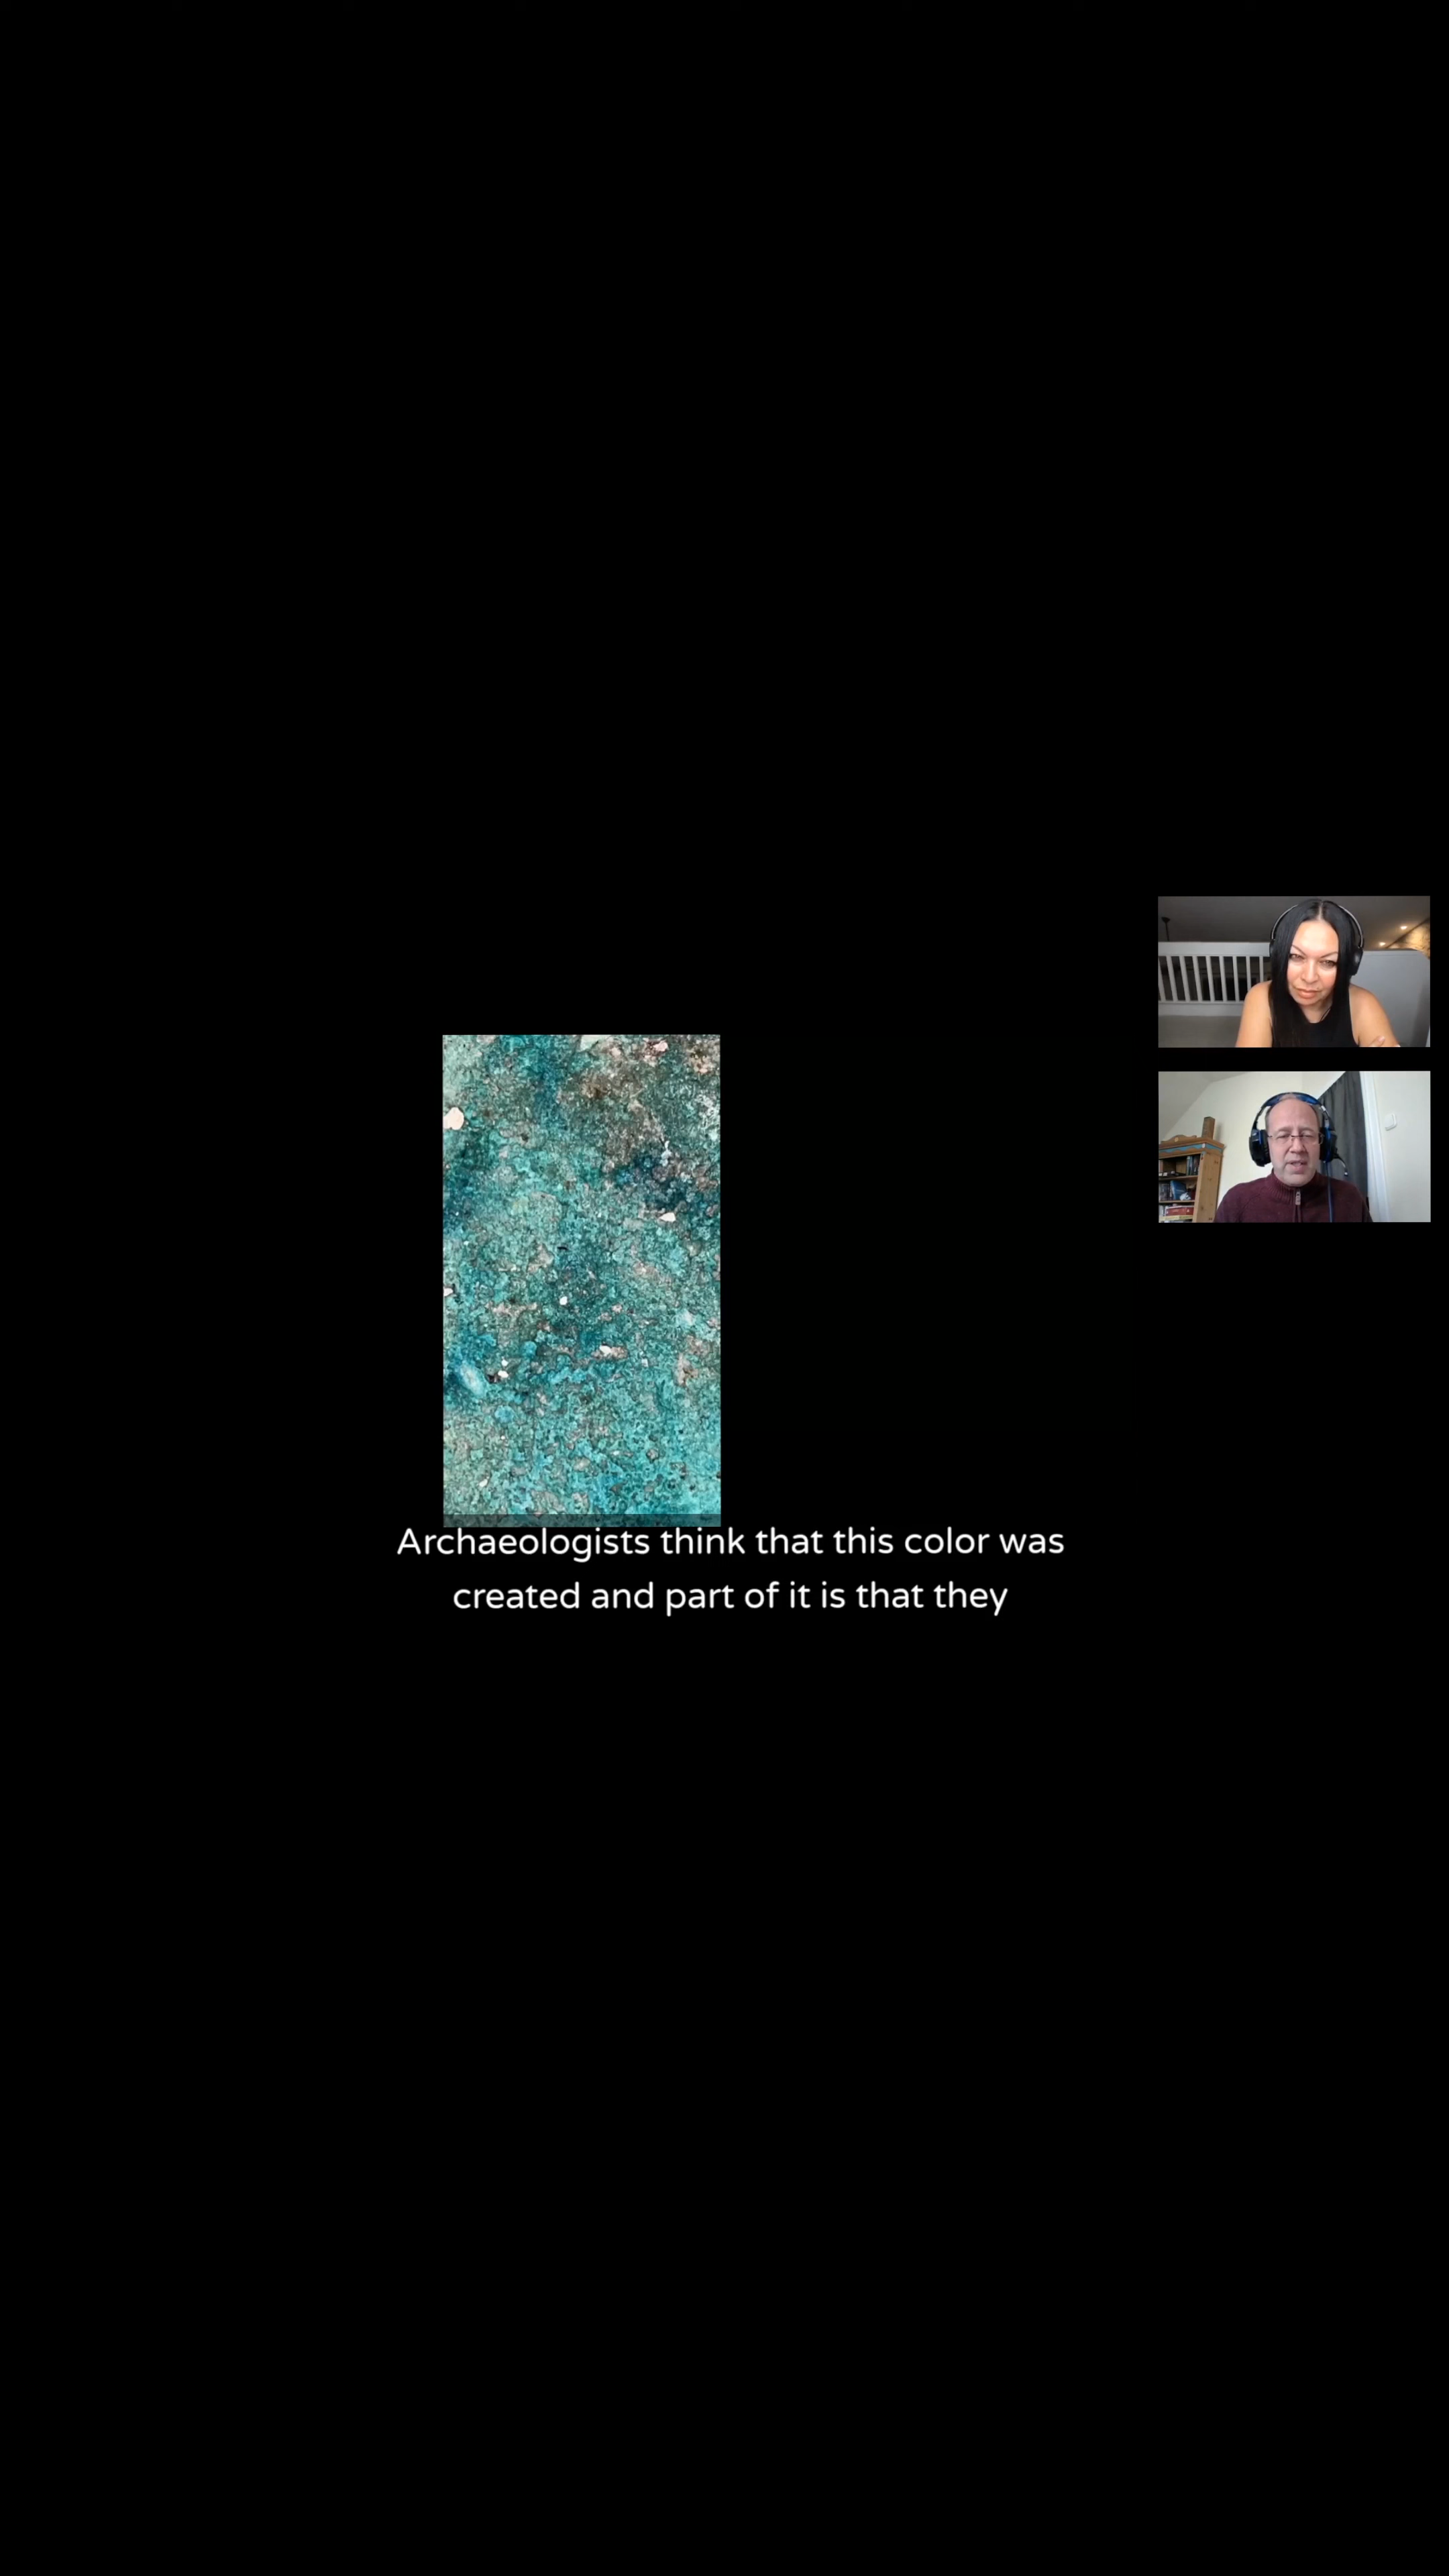 Archaeologists think that this color was
created and part of it is that they